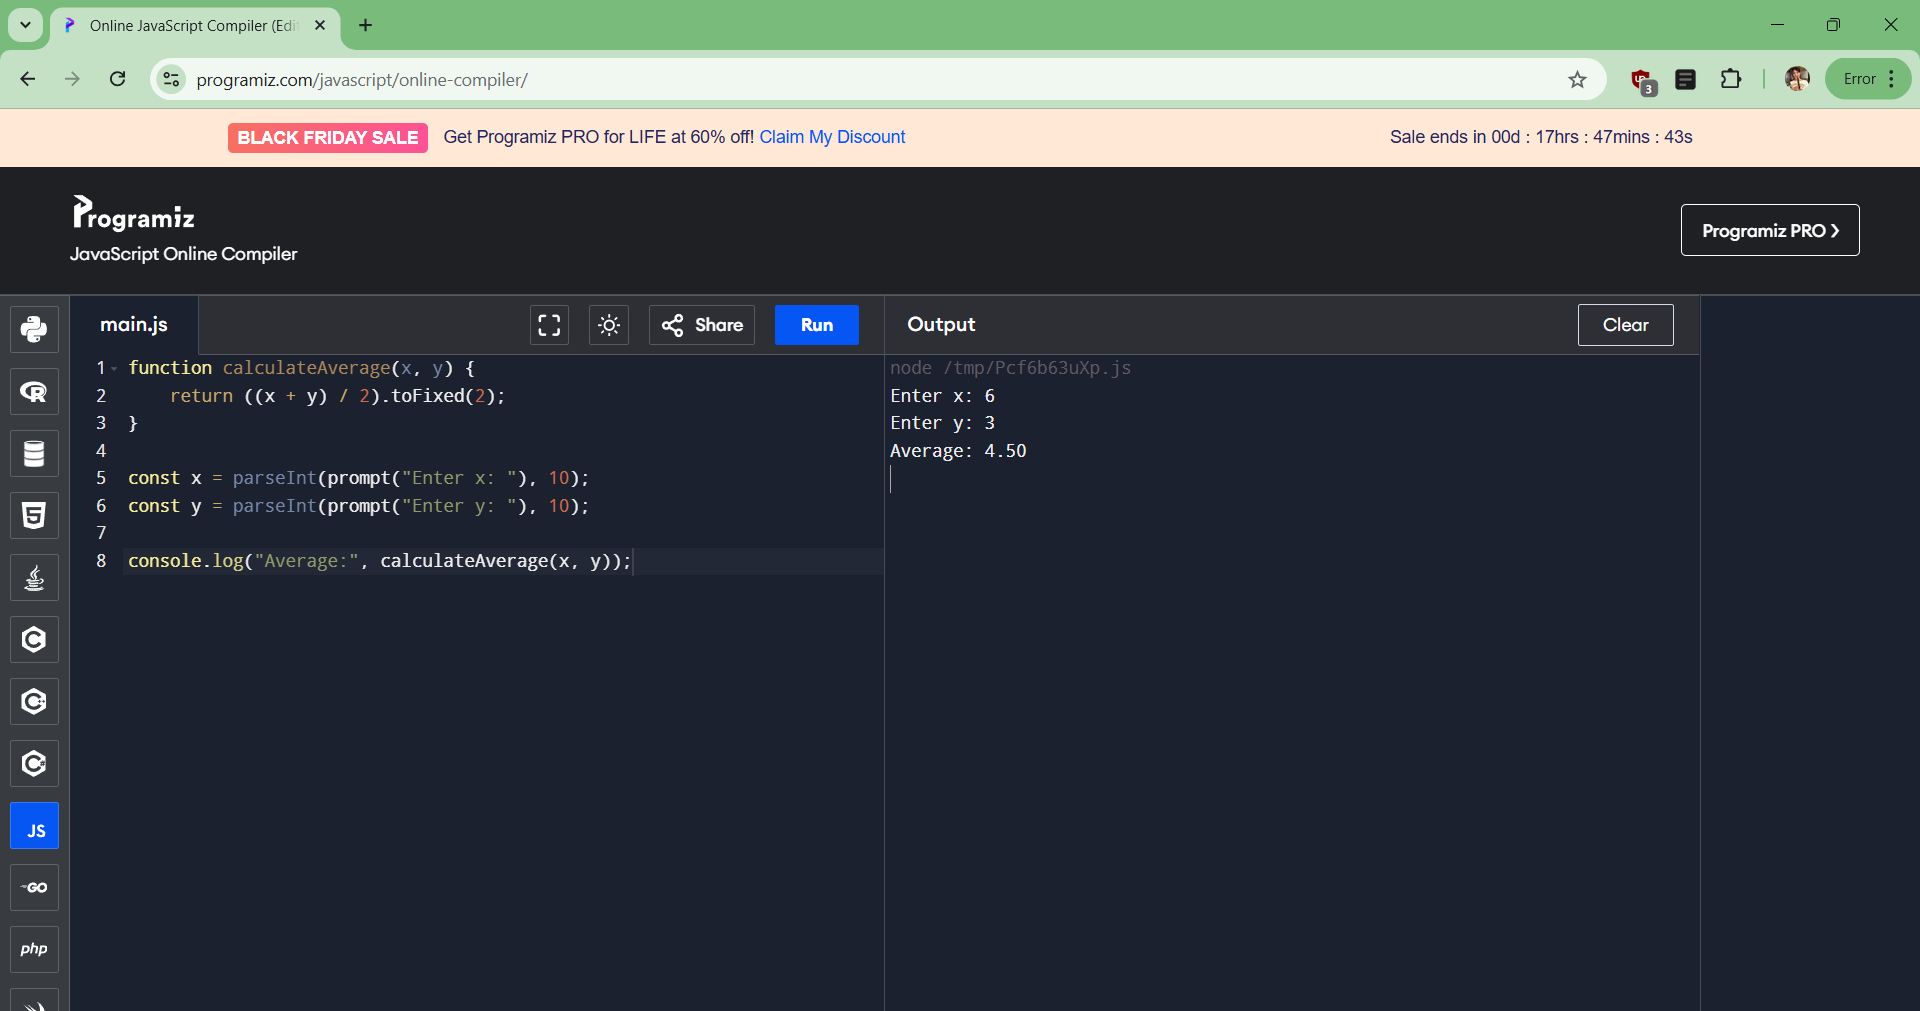 Online JavaScript Compiler (Edi
programiz.com/javascript/online-compiler/
3
Error
BLACK FRIDAY SALE Get Programiz PRO for LIFE at 60% off! Claim My Discount Sale ends in 00d : 17hrs : 47mins : 43s
Programiz
JavaScript Online Compiler
Programiz PRO ❯
main.js
Share
Run
Output
Clear
1 function calculateAverage(x, y) {
2     return ((x + y) / 2).toFixed(2);
3 }
4
5 const x = parseInt(prompt("Enter x: "), 10);
6 const y = parseInt(prompt("Enter y: "), 10);
7
8 console.log("Average:", calculateAverage(x, y));
node /tmp/Pcf6b63uXp.js
Enter x: 6
Enter y: 3
Average: 4.50
R
5
C
C
C
JS
GO
php